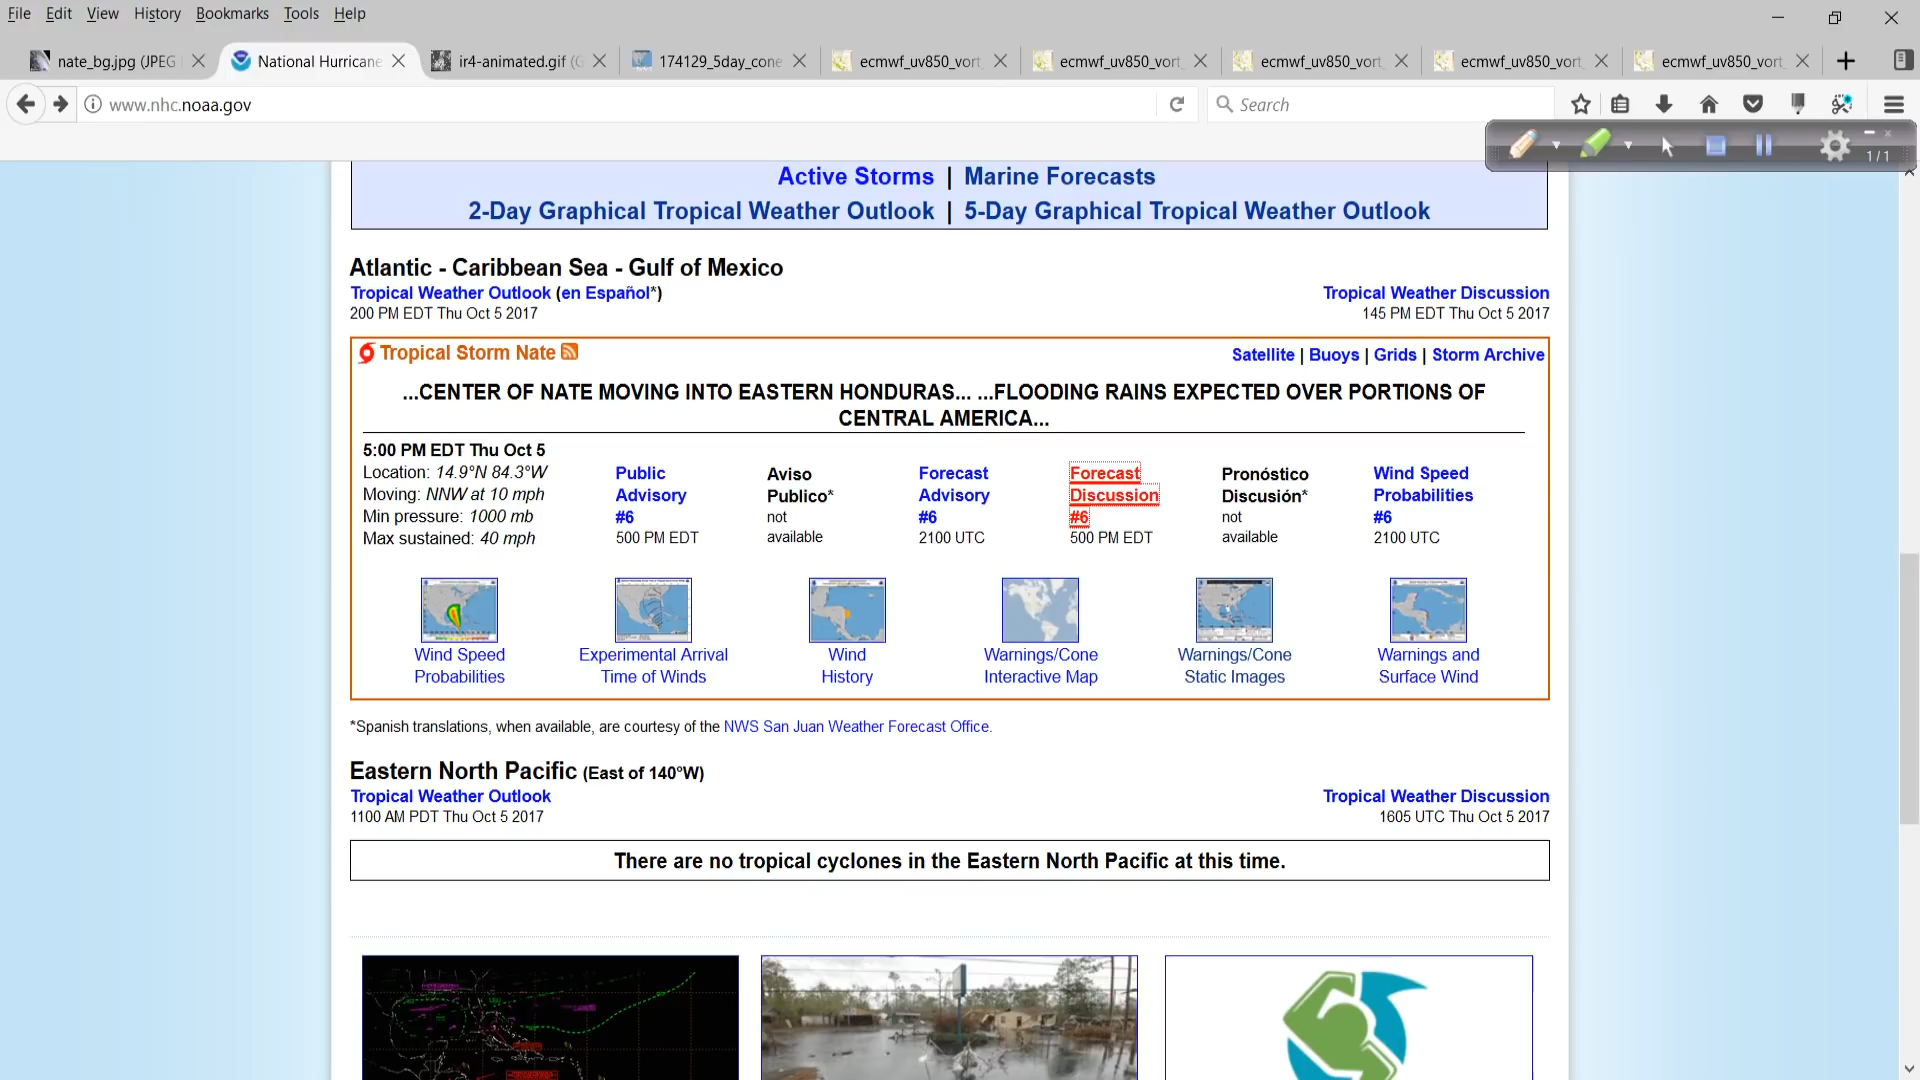 File Edit View History Bookmarks Tools Help
nate_bg.jpg (JPEG
National Hurricane
ir4-animated.gif (G
174129_5day_cone
ecmwf_uv850_vort_
ecmwf_uv850_vort_
ecmwf_uv850_vort_
ecmwf_uv850_vort_
ecmwf_uv850_vort_
www.nhc.noaa.gov
Search
1/1
Active Storms | Marine Forecasts
2-Day Graphical Tropical Weather Outlook | 5-Day Graphical Tropical Weather Outlook
Atlantic - Caribbean Sea - Gulf of Mexico
Tropical Weather Outlook (en Español*)
Tropical Weather Discussion
200 PM EDT Thu Oct 5 2017
145 PM EDT Thu Oct 5 2017
Tropical Storm Nate
Satellite | Buoys | Grids | Storm Archive
...CENTER OF NATE MOVING INTO EASTERN HONDURAS... ...FLOODING RAINS EXPECTED OVER PORTIONS OF
CENTRAL AMERICA...
5:00 PM EDT Thu Oct 5
Location: 14.9°N 84.3°W
Moving: NNW at 10 mph
Min pressure: 1000 mb
Max sustained: 40 mph
Public
Advisory
#6
500 PM EDT
Aviso
Publico*
not
available
Forecast
Advisory
#6
2100 UTC
Forecast
Discussion
#6
500 PM EDT
Pronóstico
Discusión*
not
available
Wind Speed
Probabilities
#6
2100 UTC
Wind Speed
Probabilities
Experimental Arrival
Time of Winds
Wind
History
Warnings/Cone
Interactive Map
Warnings/Cone
Static Images
Warnings and
Surface Wind
*Spanish translations, when available, are courtesy of the NWS San Juan Weather Forecast Office.
Eastern North Pacific (East of 140°W)
Tropical Weather Outlook
Tropical Weather Discussion
1100 AM PDT Thu Oct 5 2017
1605 UTC Thu Oct 5 2017
There are no tropical cyclones in the Eastern North Pacific at this time.